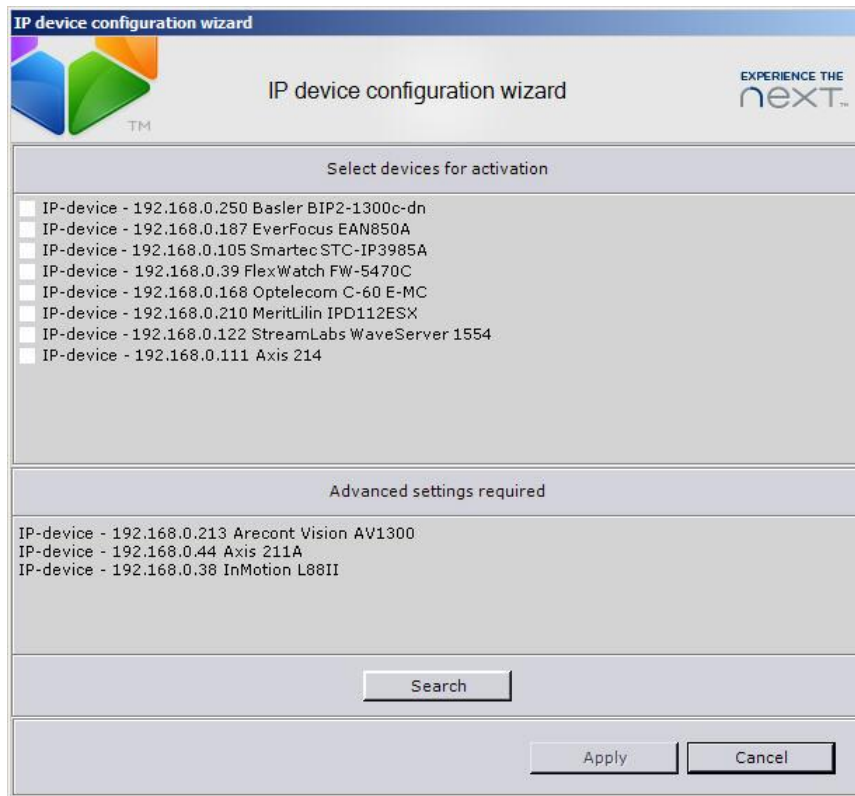 IP device configuration wizard
TM
IP device configuration wizard
EXPERIENCE THE
next™
Select devices for activation
IP-device - 192.168.0.250 Basler BIP2-1300c-dn
IP-device - 192.168.0.187 EverFocus EAN850A
IP-device - 192.168.0.105 Smartec STC-IP3985A
IP-device - 192.168.0.39 FlexWatch FW-5470C
IP-device - 192.168.0.168 Optelecom C-60 E-MC
IP-device - 192.168.0.210 MeritLilin IPD112ESX
IP-device - 192.168.0.122 StreamLabs WaveServer 1554
IP-device - 192.168.0.111 Axis 214
Advanced settings required
IP-device - 192.168.0.213 Arecont Vision AV1300
IP-device - 192.168.0.44 Axis 211A
IP-device - 192.168.0.38 InMotion L88II
Search
Apply
Cancel